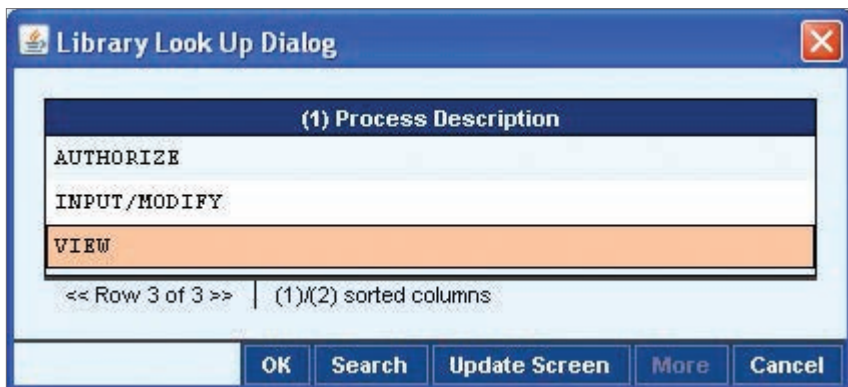 Library Look Up Dialog
(1) Process Description
AUTHORIZE
INPUT/MODIFY
VIEW
<< Row 3 of 3 >> (1)/(2) sorted columns
OK Search Update Screen More Cancel